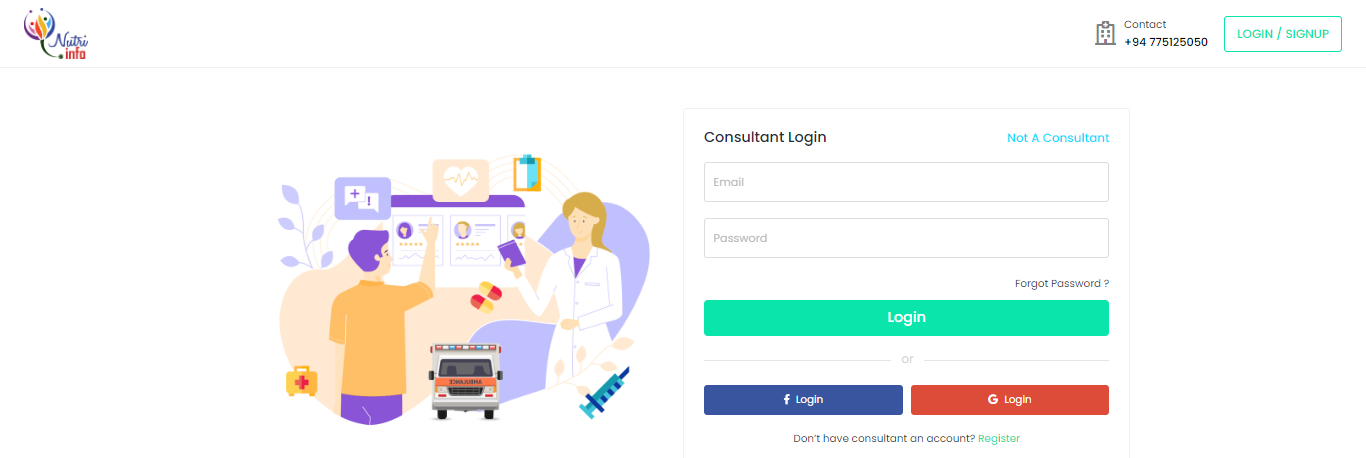 Nutri
.info
Contact
+94 775125050
LOGIN / SIGNUP
Consultant Login
Not A Consultant
Email
Password
Forgot Password ?
Login
or
f Login
G Login
Don't have consultant an account? Register
AMBULANCE